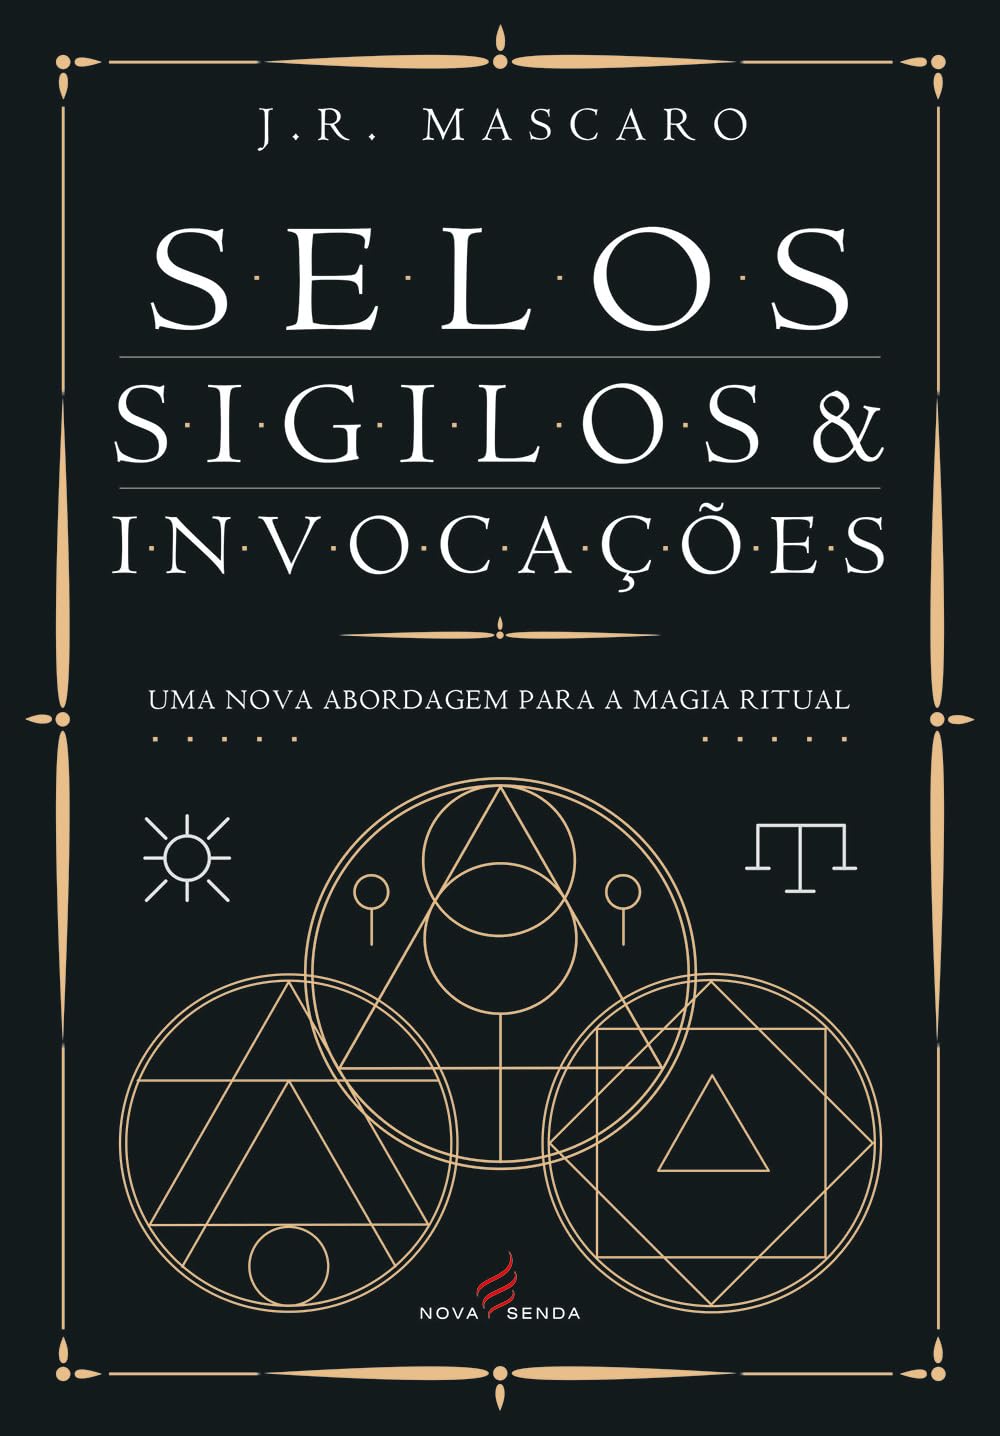 J.R. MASCARO
SELOS
SIGILOS &
INVOCAÇÕES
UMA NOVA ABORDAGEM PARA A MAGIA RITUAL
NOVA SENDA